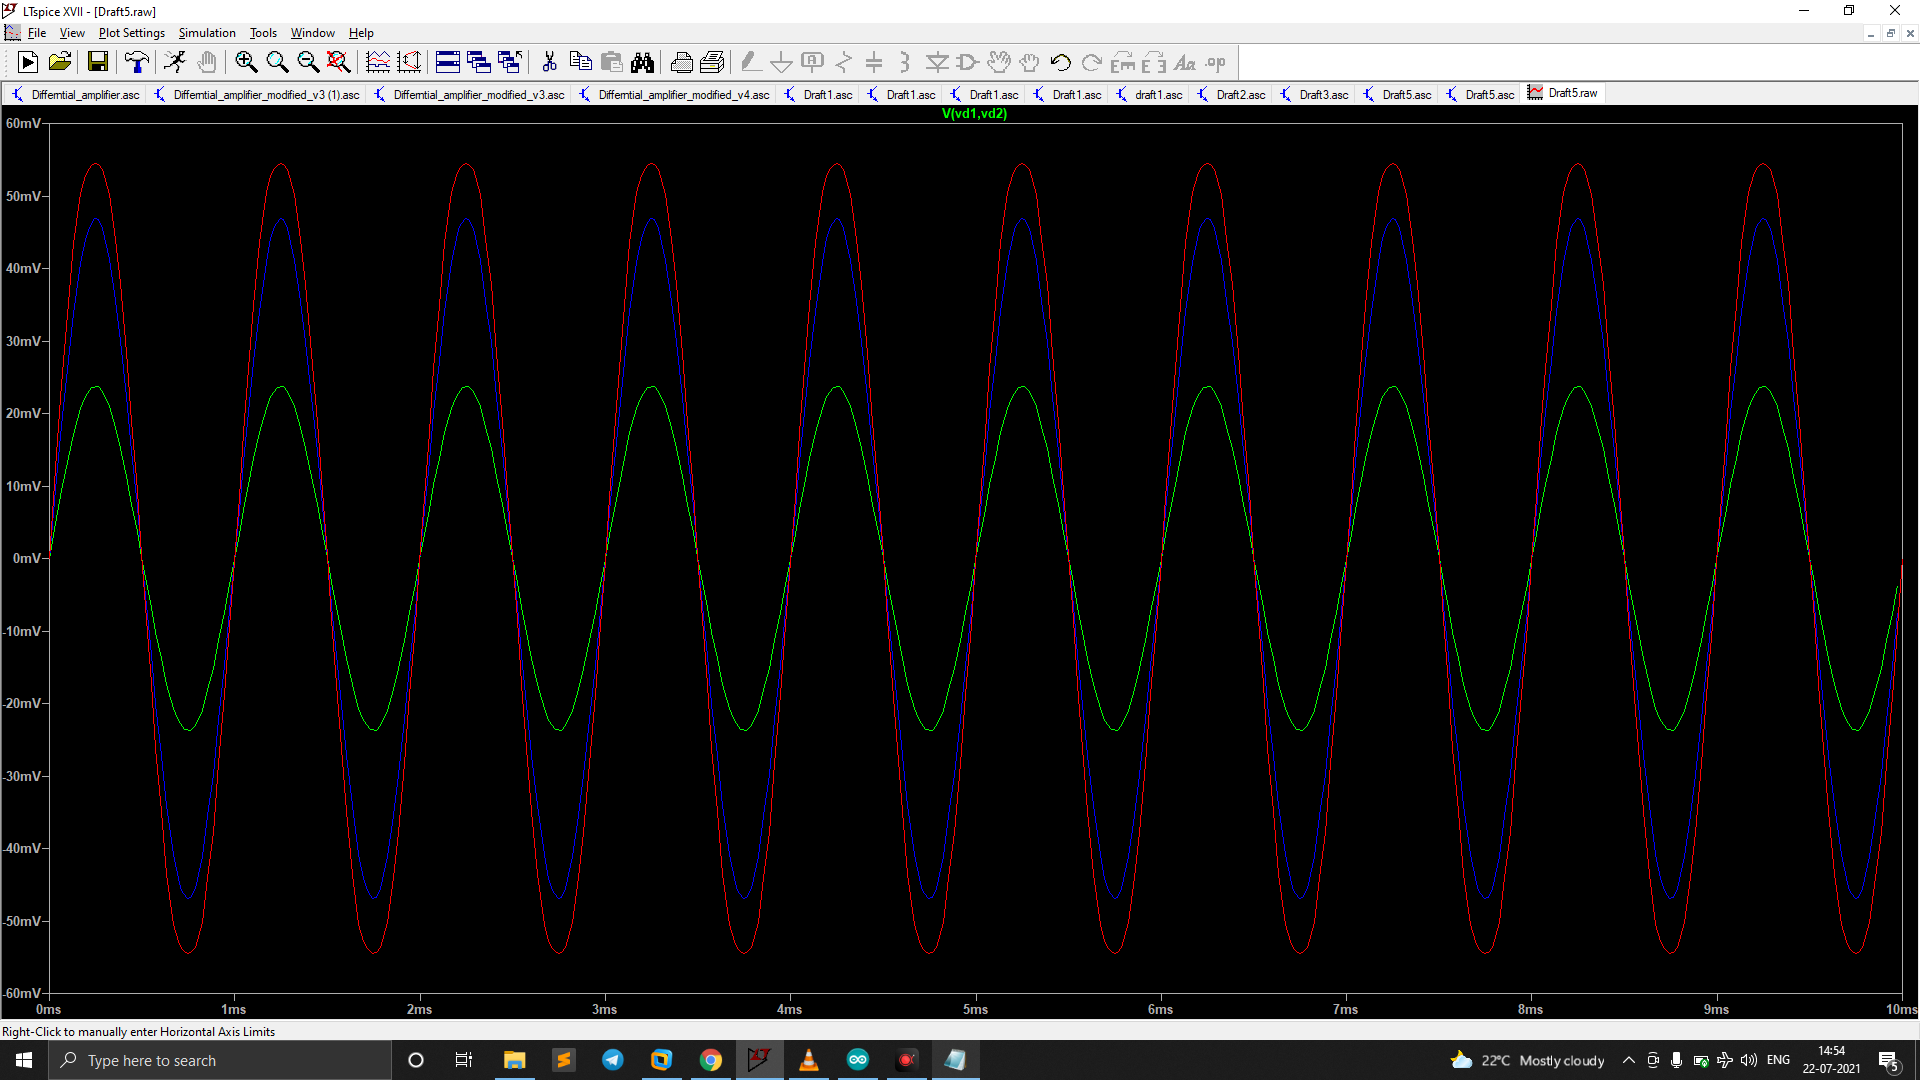 LTspice XVII - [Draft5.raw]
File View Plot Settings Simulation Tools Window Help
Differntial_amplifier.asc Differntial_amplifier_modified_v3 (1).asc Differntial_amplifier_modified_v3.asc Differntial_amplifier_modified_v4.asc Draft1.asc Draft1.asc Draft1.asc Draft1.asc draft1.asc Draft2.asc Draft3.asc Draft5.asc Draft5.asc Draft5.raw
V(vd1,vd2)
60mV
50mV
40mV
30mV
20mV
10mV
0mV
-10mV
-20mV
-30mV
-40mV
-50mV
-60mV
0ms 1ms 2ms 3ms 4ms 5ms 6ms 7ms 8ms 9ms 10ms
Right-Click to manually enter Horizontal Axis Limits
Type here to search
22°C Mostly cloudy
ENG
14:54
22-07-2021
5